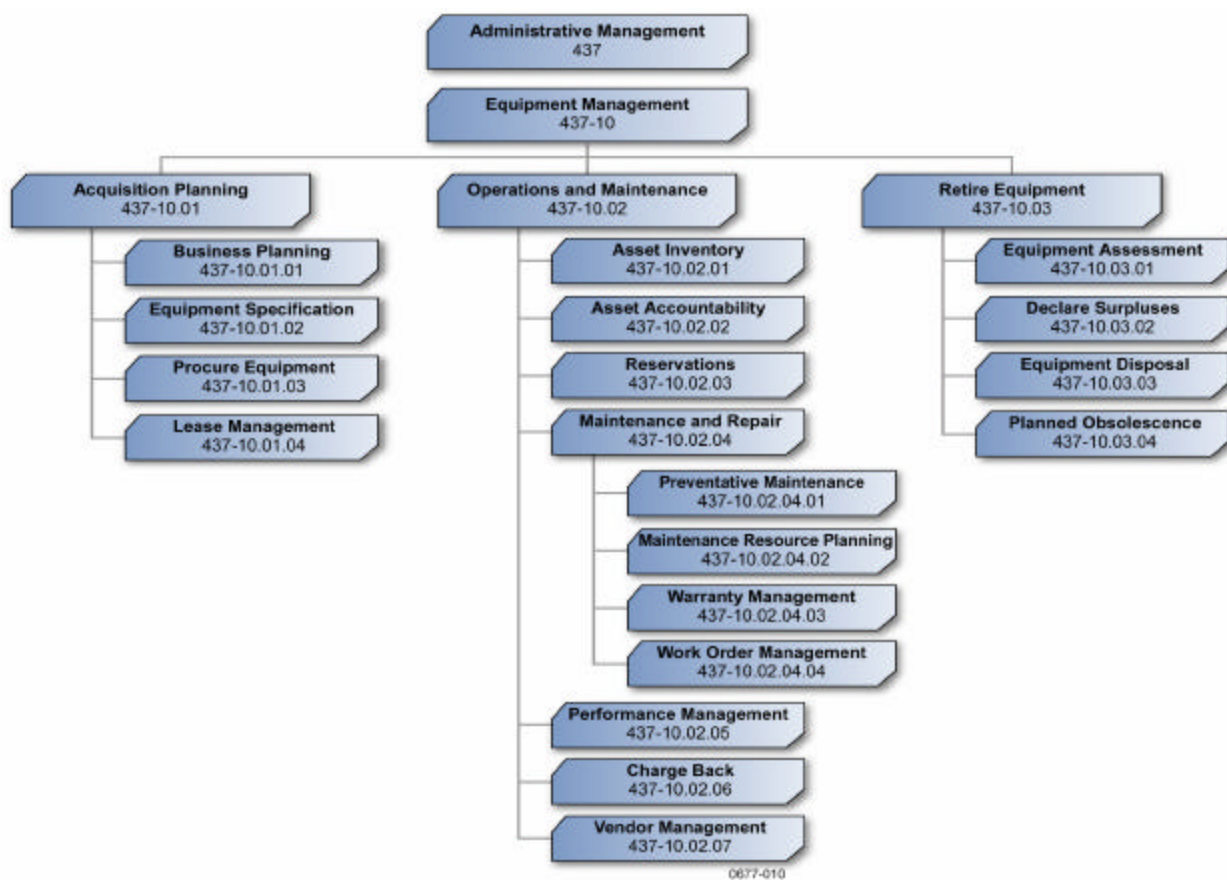 Administrative Management
437
Equipment Management
437-10
Acquisition Planning
437-10.01
Business Planning
437-10.01.01
Equipment Specification
437-10.01.02
Procure Equipment
437-10.01.03
Lease Management
437-10.01.04
Operations and Maintenance
437-10.02
Asset Inventory
437-10.02.01
Asset Accountability
437-10.02.02
Reservations
437-10.02.03
Maintenance and Repair
437-10.02.04
Preventative Maintenance
437-10.02.04.01
Maintenance Resource Planning
437-10.02.04.02
Warranty Management
437-10.02.04.03
Work Order Management
437-10.02.04.04
Performance Management
437-10.02.05
Charge Back
437-10.02.06
Vendor Management
437-10.02.07
Retire Equipment
437-10.03
Equipment Assessment
437-10.03.01
Declare Surpluses
437-10.03.02
Equipment Disposal
437-10.03.03
Planned Obsolescence
437-10.03.04
0677-010